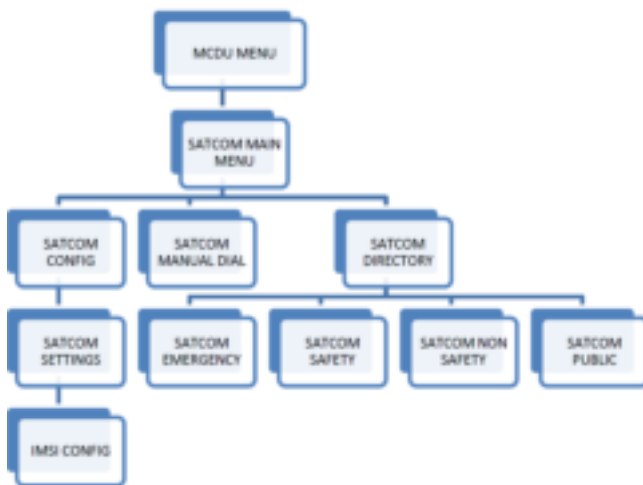 MCDU MENU
SATCOM MAIN
MENU
SATCOM
CONFIG
SATCOM
MANUAL DIAL
SATCOM
DIRECTORY
SATCOM
SETTINGS
SATCOM
EMERGENCY
SATCOM
SAFETY
SATCOM NON
SAFETY
SATCOM
PUBLIC
IMSI CONFIG